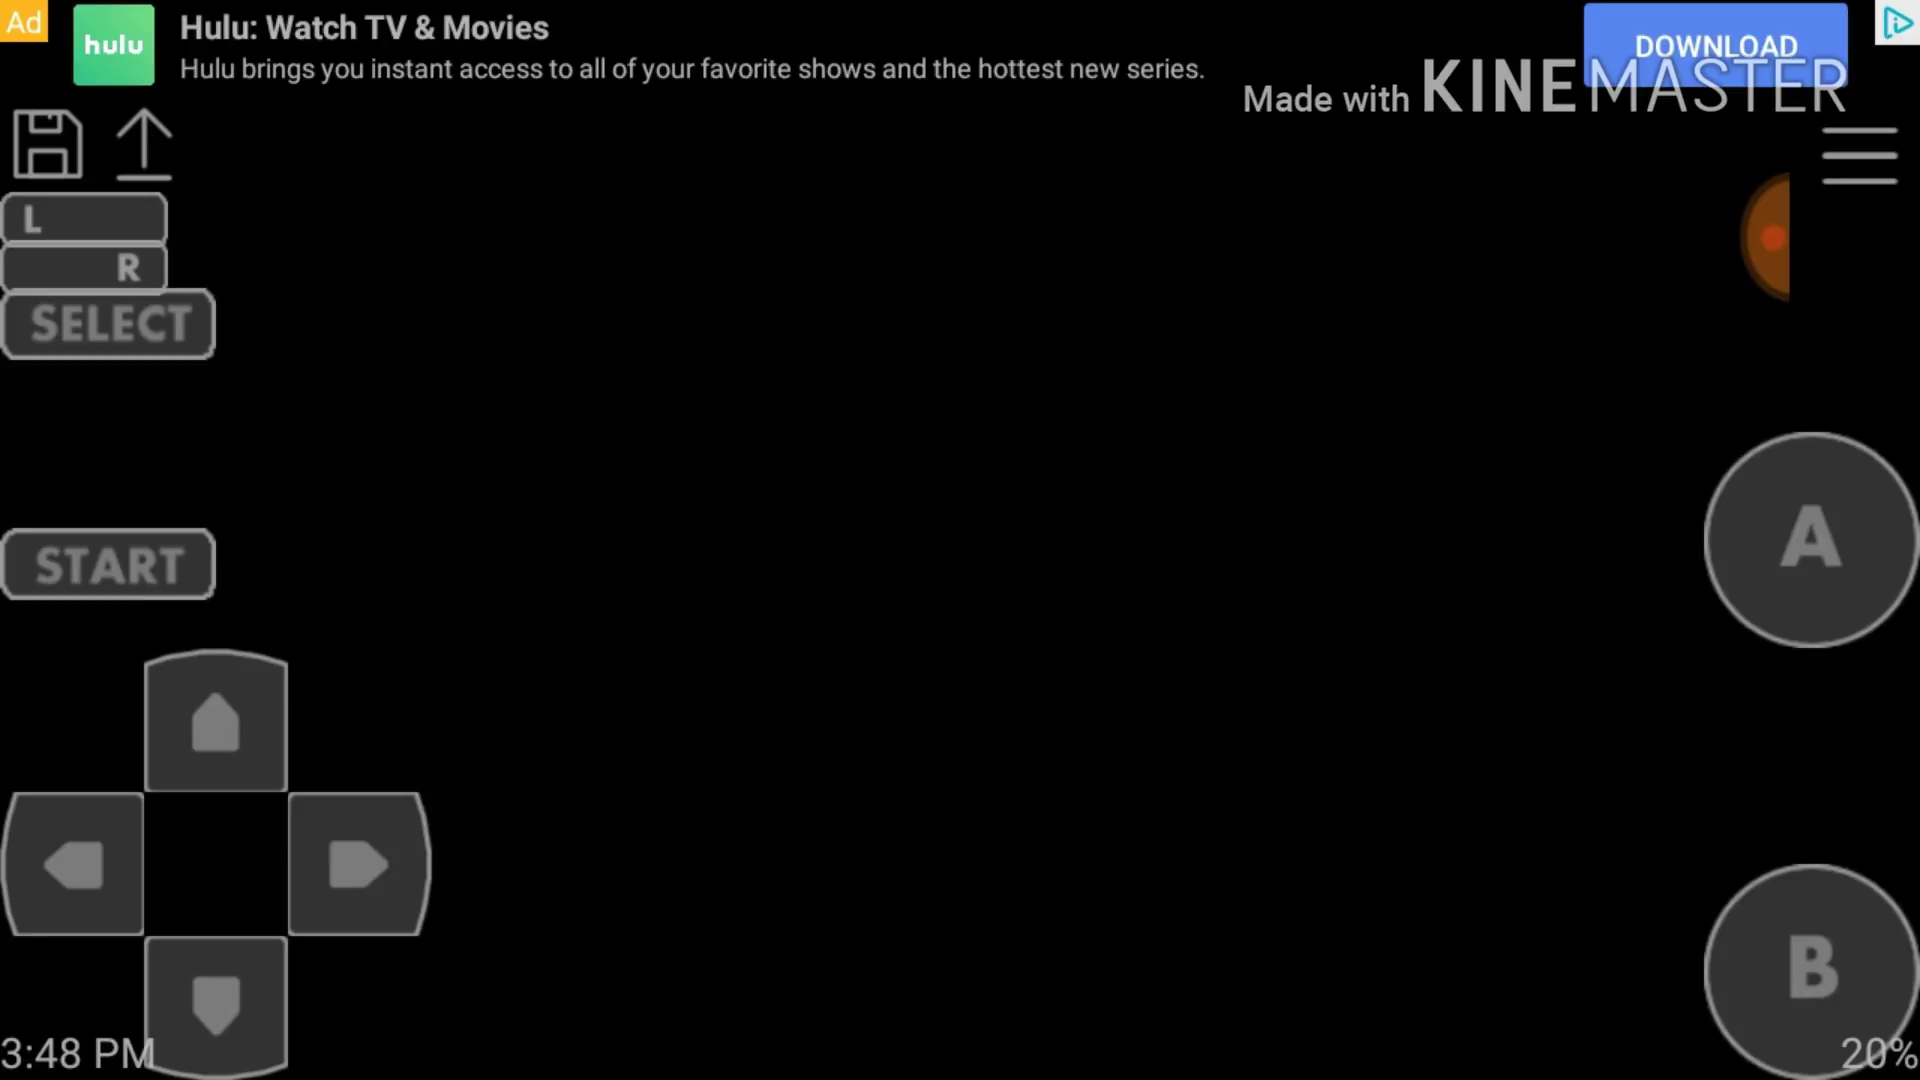 Ad
hulu
Hulu: Watch TV & Movies
Hulu brings you instant access to all of your favorite shows and the hottest new series.
DOWNLOAD
Made with KINEMASTER
L
R
SELECT
START
A
B
3:48 PM
20%